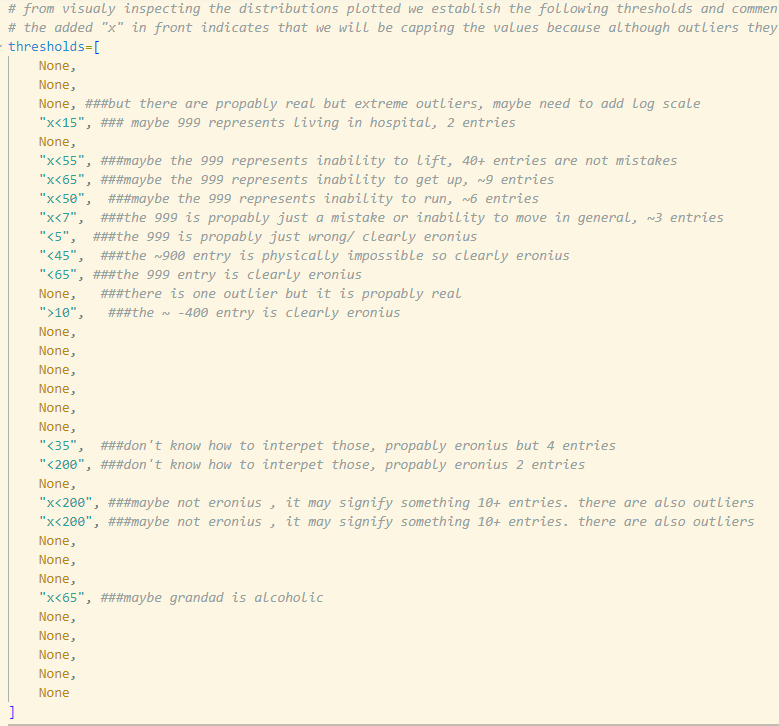 # from visualy inspecting the distributions plotted we establish the following thresholds and commen
# the added "x" in front indicates that we will be capping the values because although outliers they
thresholds=[
    None,
    None,
    None, ###but there are propably real but extreme outliers, maybe need to add log scale
    "x<15", ### maybe 999 represents living in hospital, 2 entries
    None,
    "x<55", ###maybe the 999 represents inability to lift, 40+ entries are not mistakes
    "x<65", ###maybe the 999 represents inability to get up, ~9 entries
    "x<50",  ###maybe the 999 represents inability to run, ~6 entries
    "x<7",  ###the 999 is propably just a mistake or inability to move in general, ~3 entries
    "<5",  ###the 999 is propably just wrong/ clearly eronius
    "<45",  ###the ~900 entry is physically impossible so clearly eronius
    "<65", ###the 999 entry is clearly eronius
    None,   ###there is one outlier but it is propably real
    ">10",   ###the ~ -400 entry is clearly eronius
    None,
    None,
    None,
    None,
    None,
    None,
    "<35",  ###don't know how to interpet those, propably eronius but 4 entries
    "<200", ###don't know how to interpet those, propably eronius 2 entries
    None,
    "x<200", ###maybe not eronius , it may signify something 10+ entries. there are also outliers
    "x<200", ###maybe not eronius , it may signify something 10+ entries. there are also outliers
    None,
    None,
    None,
    "x<65", ###maybe grandad is alcoholic
    None,
    None,
    None,
    None,
    None
]